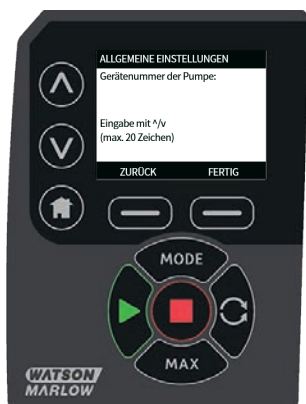 ALLGEMEINE EINSTELLUNGEN
Gerätenummer der Pumpe:
Eingabe mit ^/v
(max. 20 Zeichen)
ZURÜCK FERTIG
MODE
MAX
WATSON
MARLOW